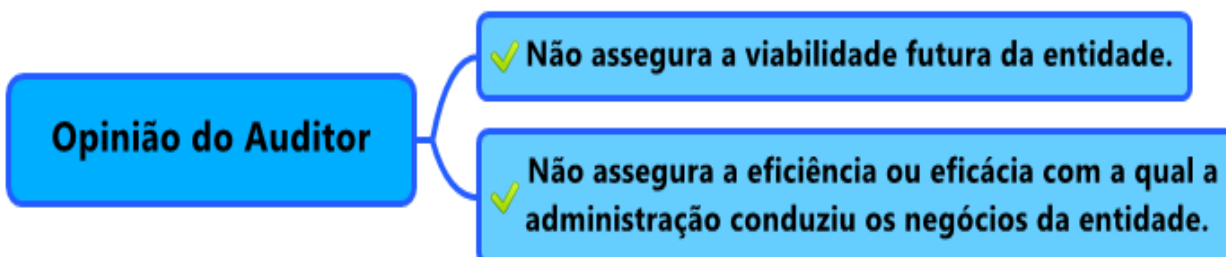 Opinião do Auditor
Não assegura a viabilidade futura da entidade.
Não assegura a eficiência ou eficácia com a qual a
administração conduziu os negócios da entidade.